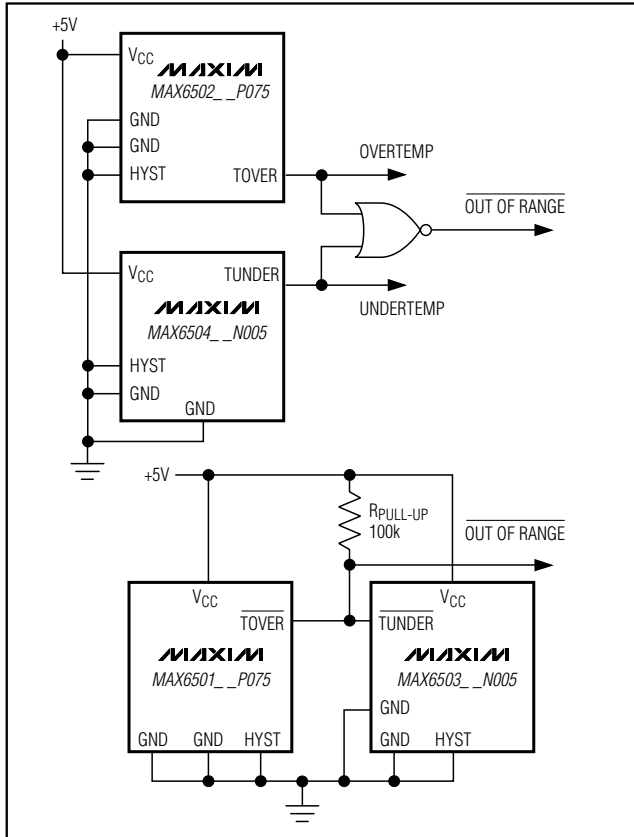 +5V
VCC
MAXIM
MAX6502_ _P075
GND
GND
HYST
TOVER
OVERTEMP
OUT OF RANGE
VCC
TUNDER
MAXIM
MAX6504_ _N005
UNDERTEMP
HYST
GND
GND
+5V
RPULL-UP
100k
OUT OF RANGE
VCC
TOVER
MAXIM
MAX6501_ _P075
GND GND HYST
VCC
TUNDER
MAXIM
MAX6503_ _N005
GND
GND HYST